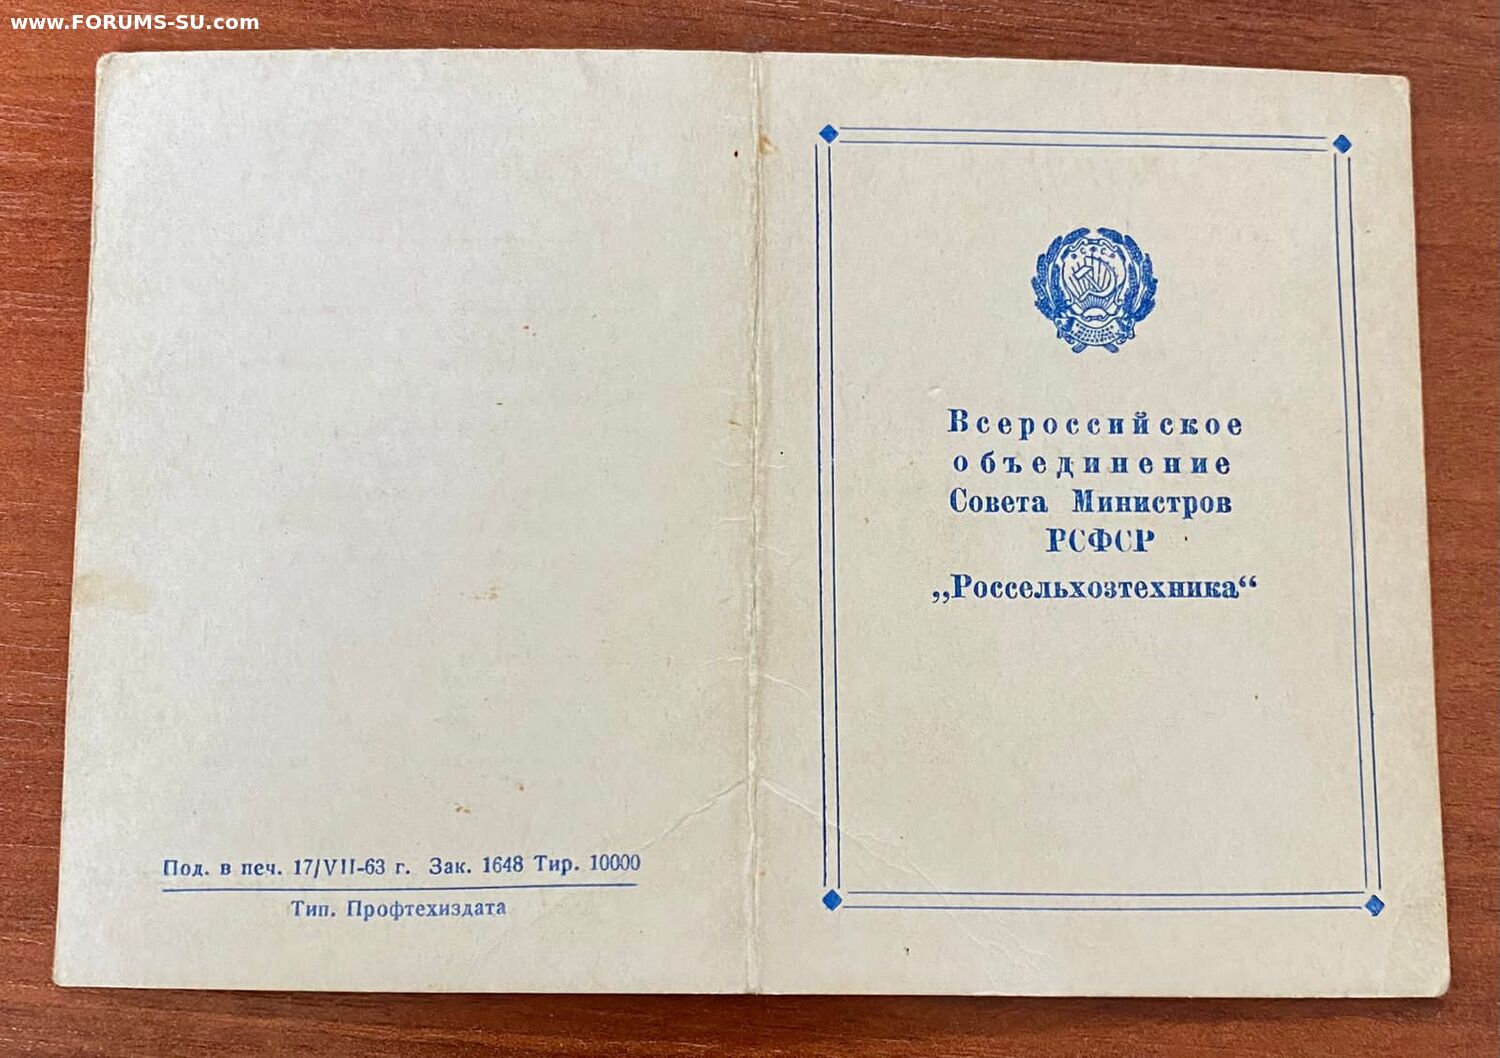 www.FORUMS-SU.com
Под. в печ. 17/VII-63 г. Зак. 1648 Тир. 10000
Тип. Профтехиздата
Всероссийское
объединение
Совета Министров
РСФСР
„Россельхозтехника“